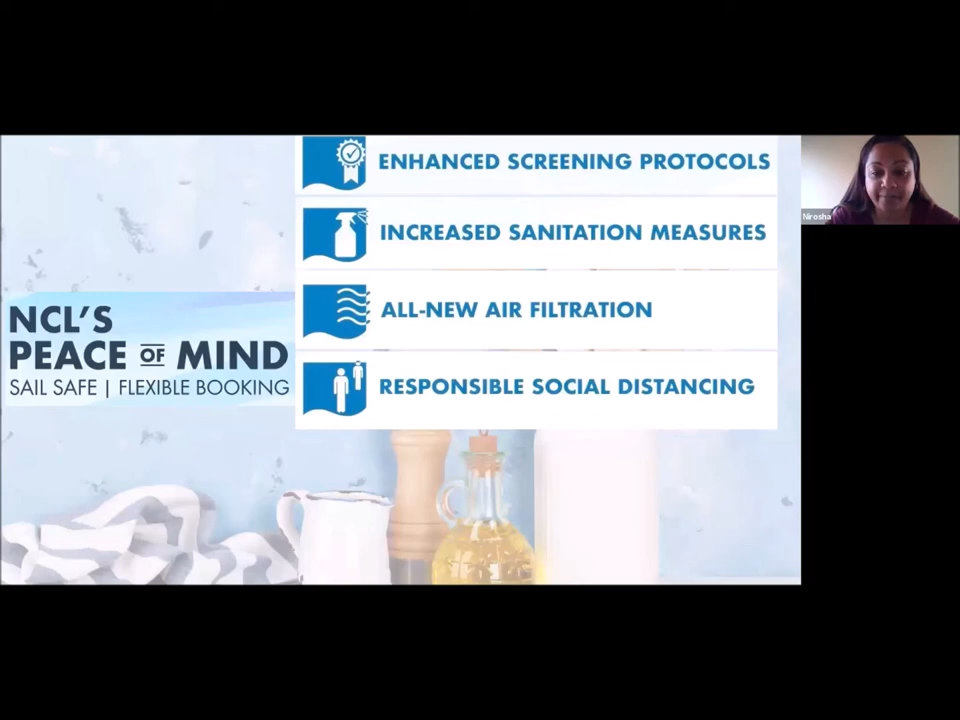 ENHANCED SCREENING PROTOCOLS
INCREASED SANITATION MEASURES
ALL-NEW AIR FILTRATION
RESPONSIBLE SOCIAL DISTANCING
NCL'S
PEACE OF MIND
SAIL SAFE | FLEXIBLE BOOKING
Nirosha